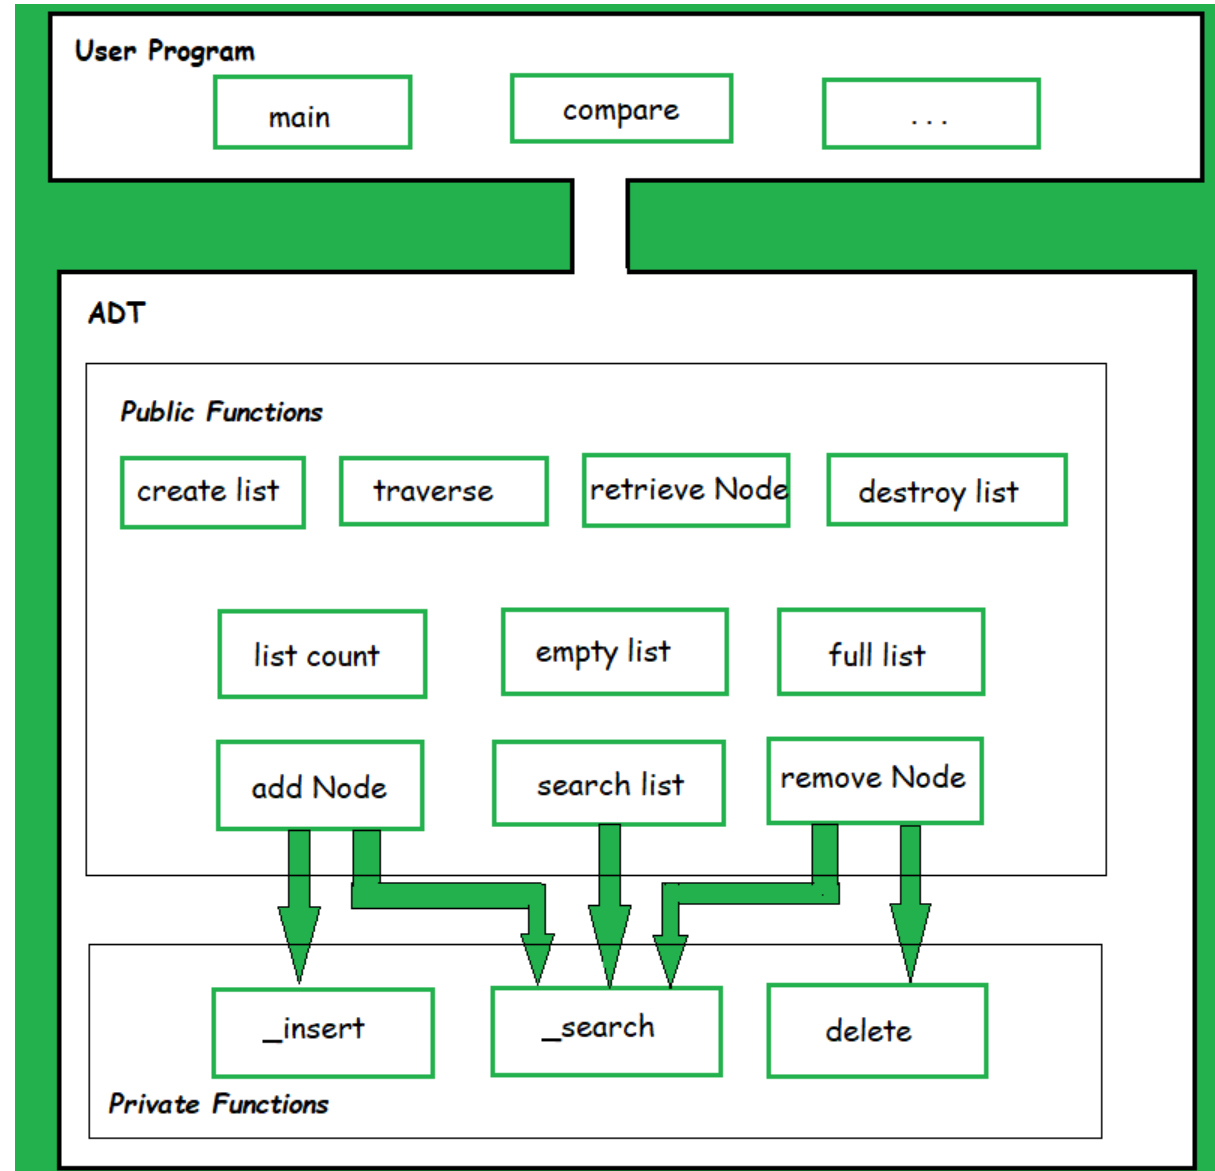 User Program
main
compare
...
ADT
Public Functions
create list
traverse
retrieve Node
destroy list
list count
empty list
full list
add Node
search list
remove Node
_insert
_search
delete
Private Functions